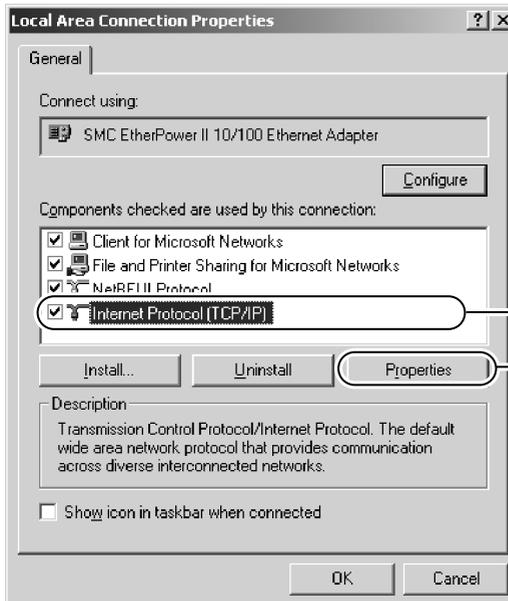 Local Area Connection Properties
General
Connect using:
SMC EtherPower II 10/100 Ethernet Adapter
Configure
Components checked are used by this connection:
Client for Microsoft Networks
File and Printer Sharing for Microsoft Networks
NetBEUI Protocol
Internet Protocol (TCP/IP)
Install...
Uninstall
Properties
Description
Transmission Control Protocol/Internet Protocol. The default
wide area network protocol that provides communication
across diverse interconnected networks.
Show icon in taskbar when connected
OK
Cancel